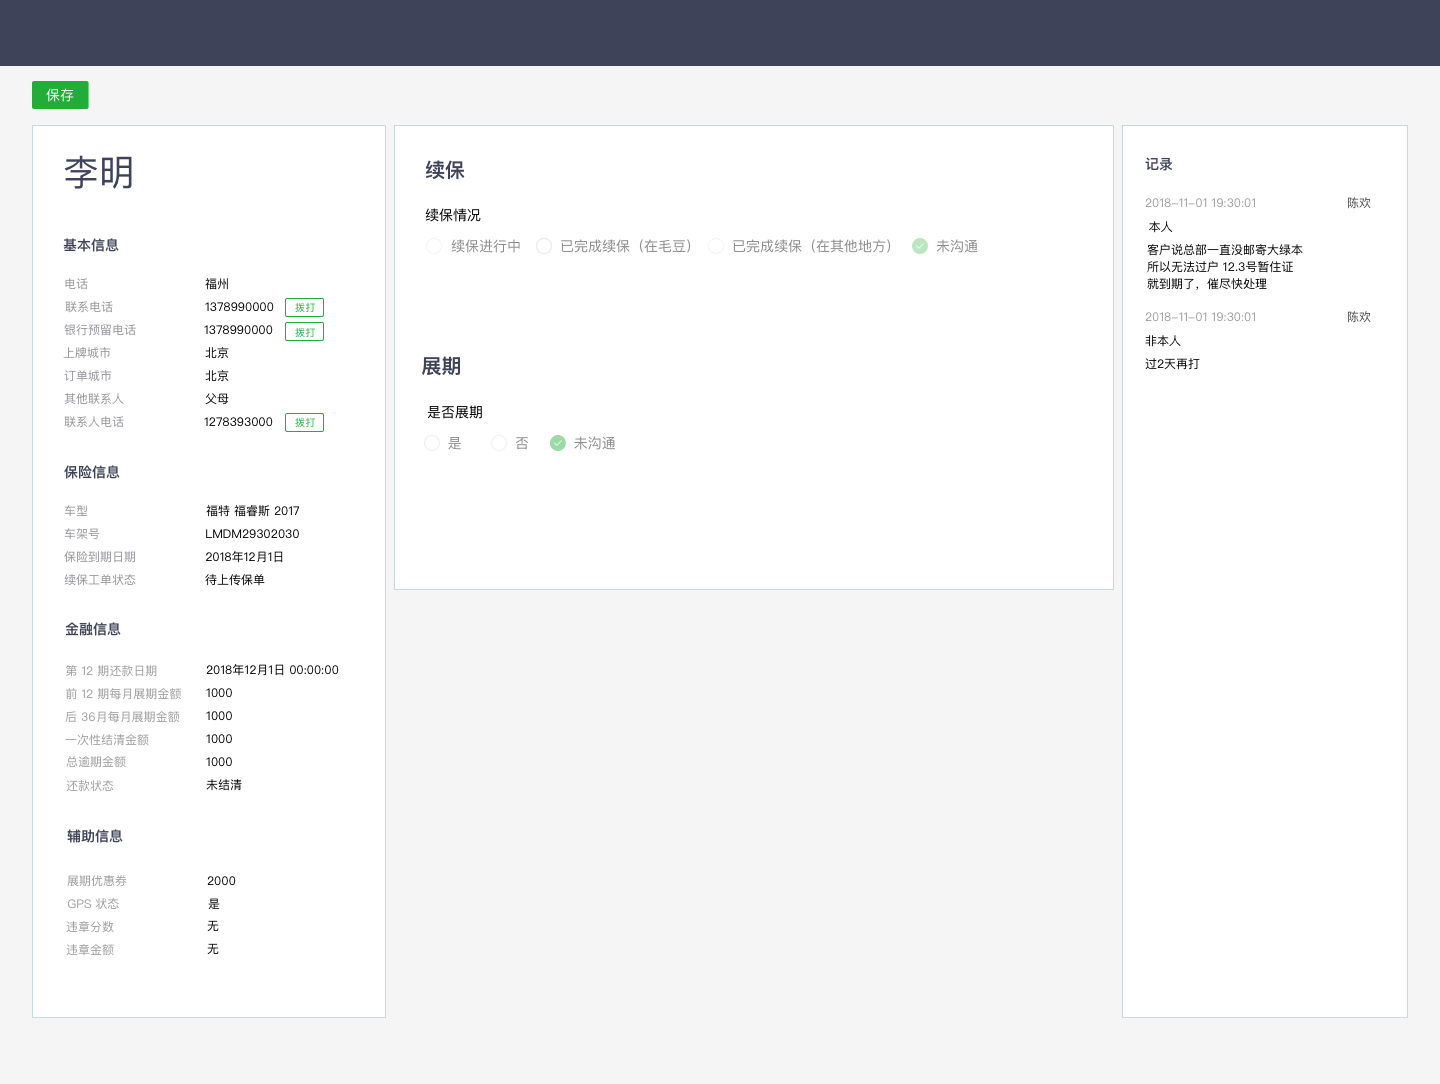 保存
李明
基本信息
电话 福州
联系电话 1378990000 拨打
银行预留电话 1378990000 拨打
上牌城市 北京
订单城市 北京
其他联系人 父母
联系人电话 1278393000 拨打
保险信息
车型 福特 福睿斯 2017
车架号 LMDM29302030
保险到期日期 2018年12月1日
续保工单状态 待上传保单
金融信息
第 12 期还款日期 2018年12月1日 00:00:00
前 12 期每月展期金额 1000
后 36月每月展期金额 1000
一次性结清金额 1000
总逾期金额 1000
还款状态 未结清
辅助信息
展期优惠券 2000
GPS 状态 是
违章分数 无
违章金额 无
续保
续保情况
续保进行中 已完成续保（在毛豆） 已完成续保（在其他地方） 未沟通
展期
是否展期
是 否 未沟通
记录
2018-11-01 19:30:01 陈欢
本人
客户说总部一直没邮寄大绿本
所以无法过户 12.3号暂住证
就到期了，催尽快处理
2018-11-01 19:30:01 陈欢
非本人
过2天再打